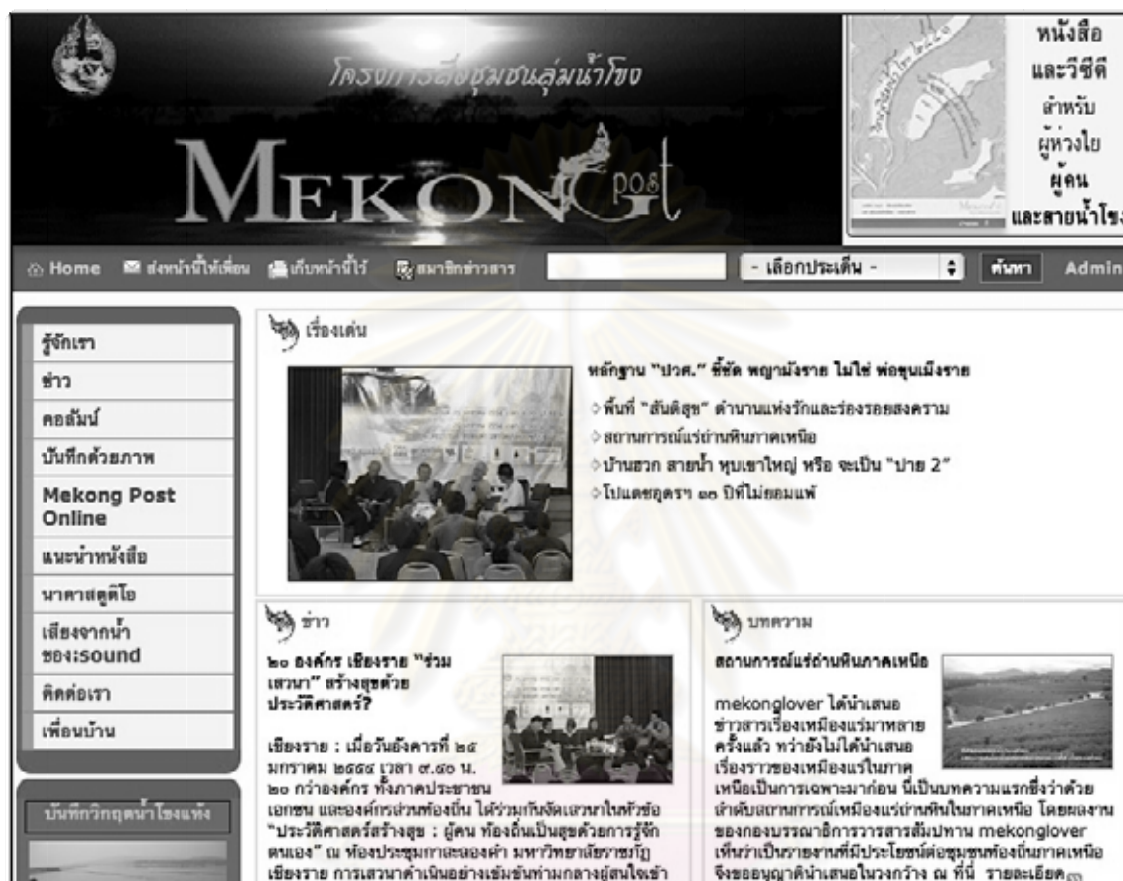 โครงการสื่อชุมชนลุ่มน้ำโขง
MEKONG post
หนังสือ
และวีซีดี
สำหรับ
ผู้ห่วงใย
ผู้คน
และสายน้ำโขง
Home ส่งหน้านี้ให้เพื่อน เก็บหน้านี้ไว้ สมาชิกข่าวสาร - เลือกประเด็น - ค้นหา Admin
รู้จักเรา
ข่าว
คอลัมน์
บันทึกด้วยภาพ
Mekong Post
Online
แนะนำหนังสือ
นาคาสตูดิโอ
เสียงจากน้ำ
ของ:sound
ติดต่อเรา
เพื่อนบ้าน
บันทึกวิกฤตน้ำโขงแห้ง
เรื่องเด่น
หลักฐาน "ปวศ." ชี้ชัด พญามังราย ไม่ใช่ พ่อขุนเม็งราย
พื้นที่ "สันติสุข" ตำนานแห่งรักและร่องรอยสงคราม
สถานการณ์แร่ถ่านหินภาคเหนือ
บ้านฮวก สายน้ำ หุบเขาใหญ่ หรือ จะเป็น "ปาย 2"
โปแตชอุดรฯ ๑๐ ปีที่ไม่ยอมแพ้
ข่าว
๒๐ องค์กร เชียงราย "ร่วม
เสวนา" สร้างสุขด้วย
ประวัติศาสตร์?
เชียงราย : เมื่อวันอังคารที่ ๒๕
มกราคม ๒๕๕๔ เวลา ๙.๔๐ น.
๒๐ กว่าองค์กร ทั้งภาคประชาชน
เอกชน และองค์กรส่วนท้องถิ่น ได้ร่วมกันจัดเสวนาในหัวข้อ
"ประวัติศาสตร์สร้างสุข : ผู้คน ท้องถิ่นเป็นสุขด้วยการรู้จัก
ตนเอง" ณ ห้องประชุมกาสะลองคำ มหาวิทยาลัยราชภัฏ
เชียงราย การเสวนาดำเนินอย่างเข้มข้นท่ามกลางผู้สนใจเข้า
บทความ
สถานการณ์แร่ถ่านหินภาคเหนือ
mekonglover ได้นำเสนอ
ข่าวสารเรื่องเหมืองแร่มาหลาย
ครั้งแล้ว ทว่ายังไม่ได้นำเสนอ
เรื่องราวของเหมืองแร่ในภาค
เหนือเป็นการเฉพาะมาก่อน นี่เป็นบทความแรกซึ่งว่าด้วย
ลำดับสถานการณ์เหมืองแร่ถ่านหินในภาคเหนือ โดยผลงาน
ของกองบรรณาธิการวารสารสัมปทาน mekonglover
เห็นว่าเป็นรายงานที่มีประโยชน์ต่อชุมชนท้องถิ่นภาคเหนือ
จึงขออนุญาตินำเสนอในวงกว้าง ณ ที่นี้ รายละเอียด